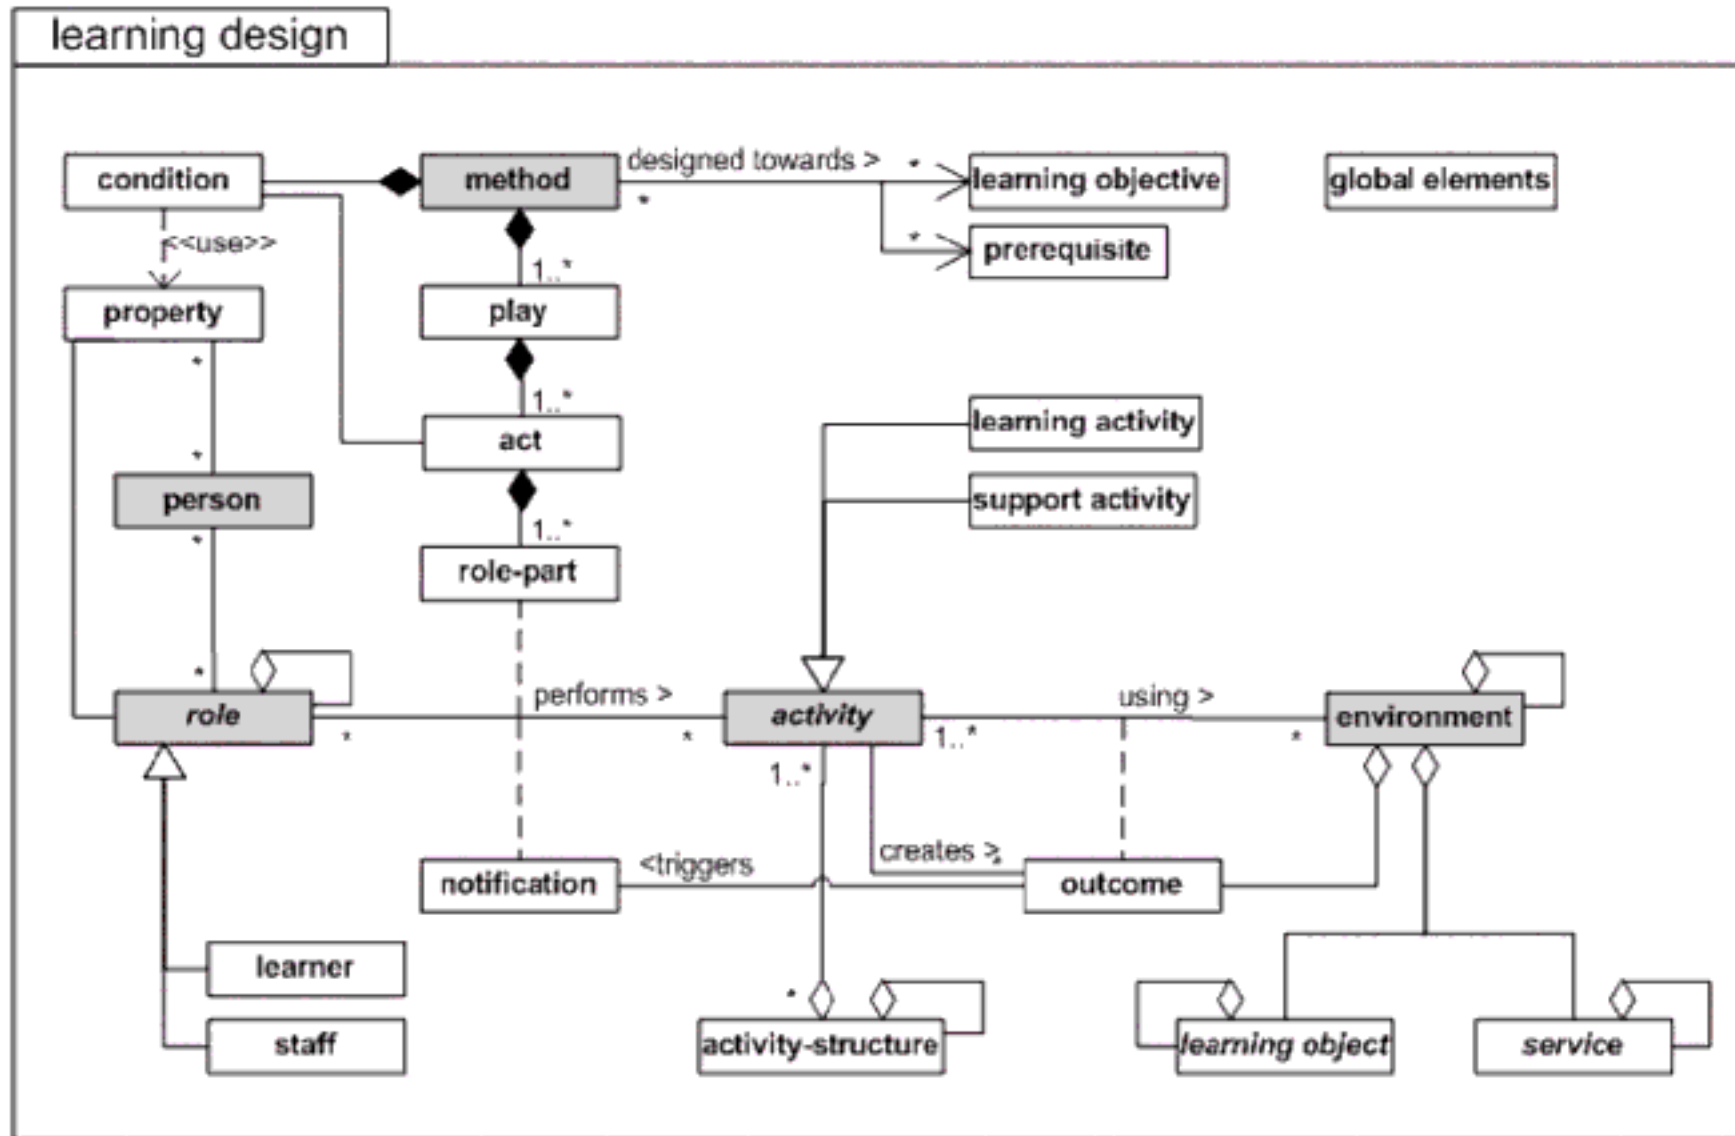 learning design
condition
method
designed towards >
*
*
learning objective
global elements
<<use>>
*
prerequisite
1..*
property
play
*
1..*
learning activity
act
*
support activity
person
1..*
*
role-part
*
performs >
using >
role
activity
environment
*
*
1..*
*
1..*
<triggers
creates >
*
notification
outcome
learner
*
staff
activity-structure
learning object
service